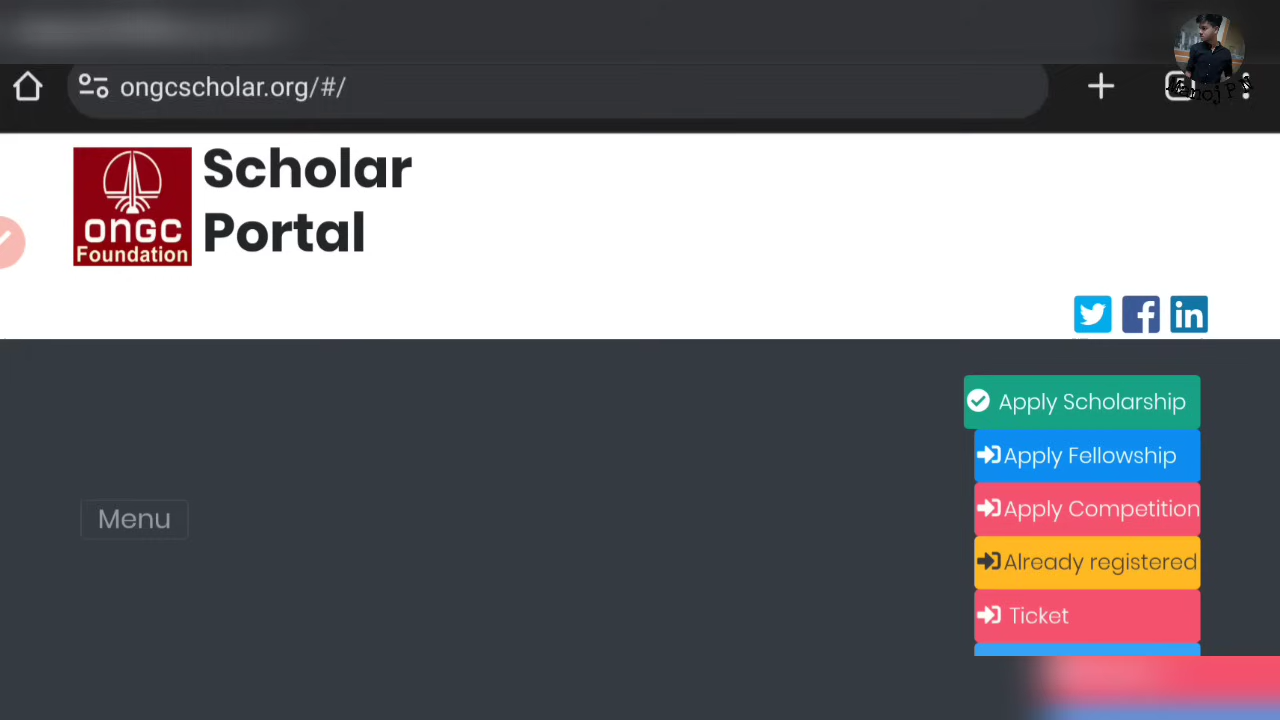 ongcscholar.org/#/
Scholar
Portal
ONGC
Foundation
Apply Scholarship
Apply Fellowship
Menu
Apply Competition
Already registered
Ticket